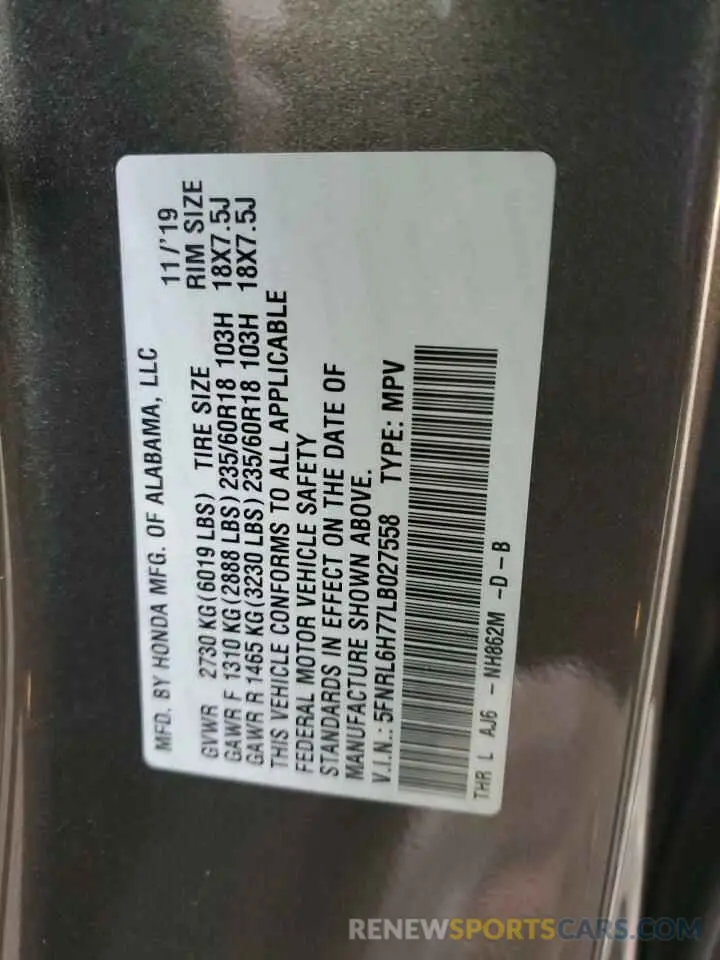 MFD. BY HONDA MFG. OF ALABAMA, LLC 11/'19
GVWR 2730 KG (6019 LBS) TIRE SIZE RIM SIZE
GAWR F 1310 KG (2888 LBS) 235/60R18 103H 18X7.5J
GAWR R 1465 KG (3230 LBS) 235/60R18 103H 18X7.5J
THIS VEHICLE CONFORMS TO ALL APPLICABLE
FEDERAL MOTOR VEHICLE SAFETY
STANDARDS IN EFFECT ON THE DATE OF
MANUFACTURE SHOWN ABOVE.
V.I.N.: 5FNRL6H77LB027558 TYPE: MPV
THR L AJ6 - NH862M -D-B
RENEWSPORTSCARS.COM